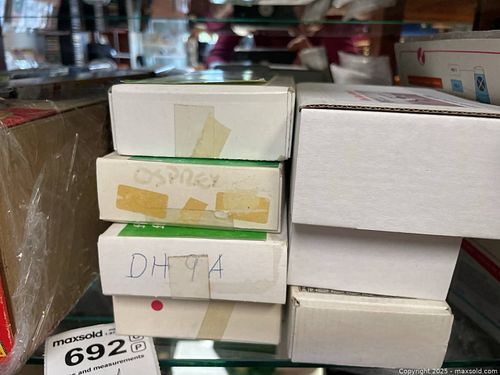 OSPREY
DH 9A
maxsold
692
s and measurements
Copyright © 2025 - maxsold.com